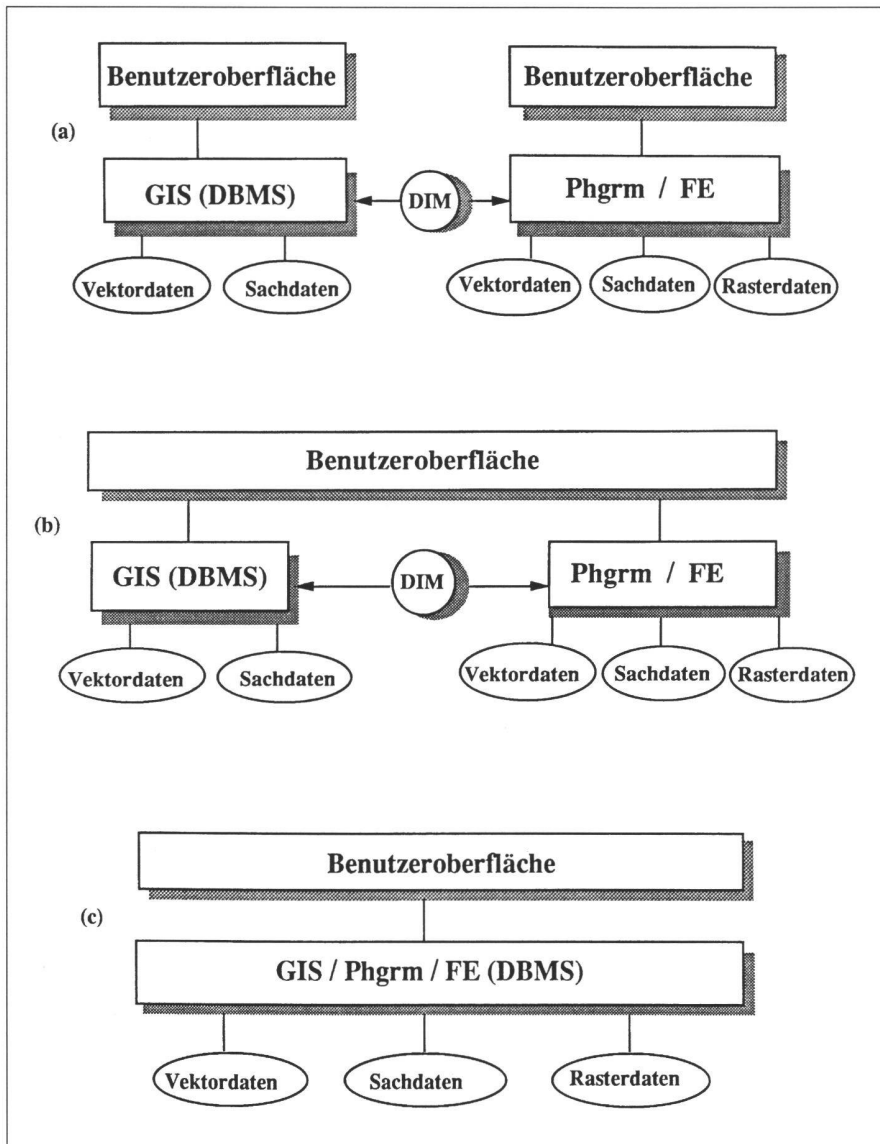 Benutzeroberfläche Benutzeroberfläche
(a)
GIS (DBMS) DIM Phgrm / FE
Vektordaten Sachdaten Vektordaten Sachdaten Rasterdaten
Benutzeroberfläche
(b)
GIS (DBMS) DIM Phgrm / FE
Vektordaten Sachdaten Vektordaten Sachdaten Rasterdaten
Benutzeroberfläche
(c)
GIS / Phgrm / FE (DBMS)
Vektordaten Sachdaten Rasterdaten